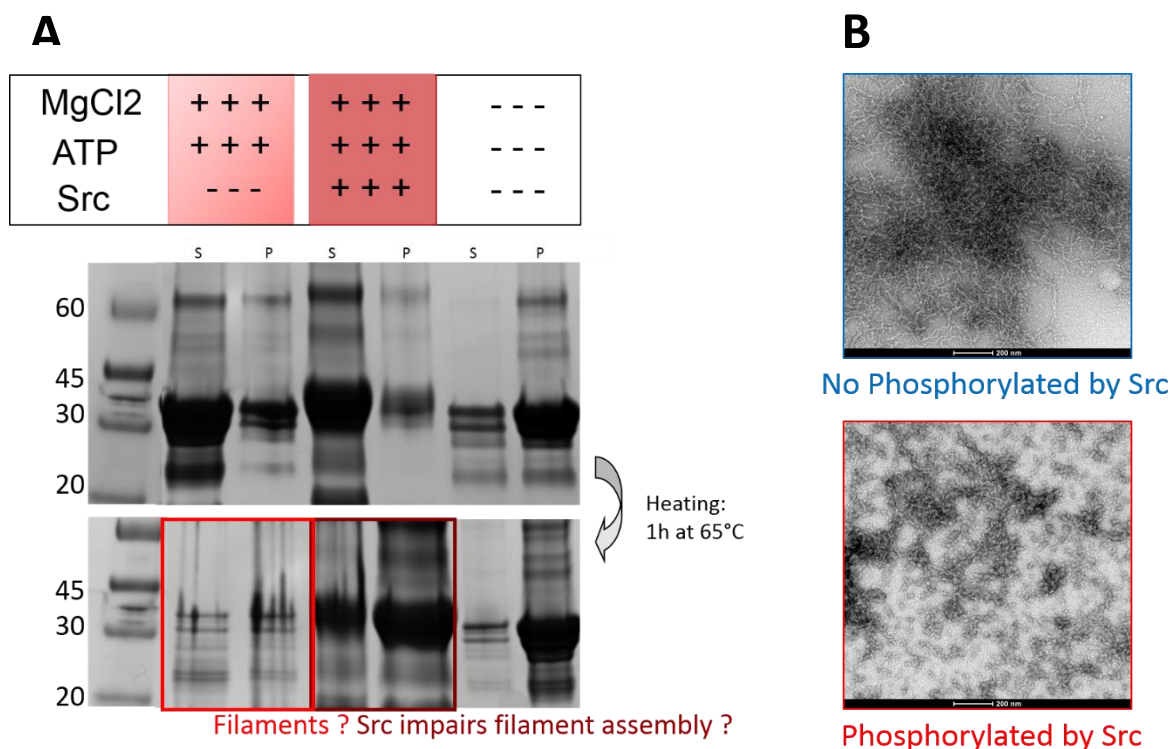 A
B
MgCl2 + + + + + + - - -
ATP + + + + + + - - -
Src - - - + + + - - -
S P S P S P
60
45
30
20
Heating:
1h at 65°C
45
30
20
Filaments ? Src impairs filament assembly ?
200 nm
No Phosphorylated by Src
200 nm
Phosphorylated by Src